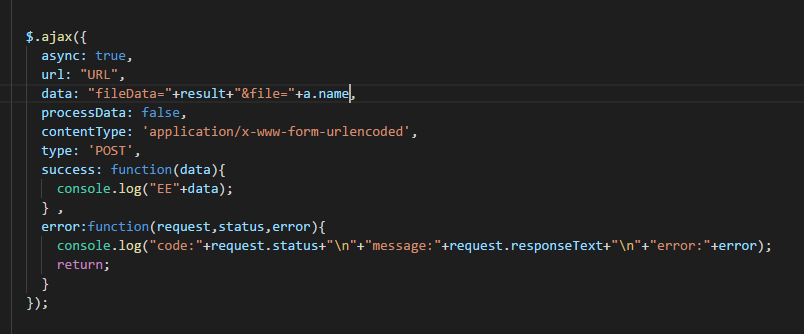 $.ajax({
async: true,
url: "URL",
data: "fileData="+result+"&file="+a.name,
processData: false,
contentType: 'application/x-www-form-urlencoded',
type: 'POST',
success: function(data){
console.log("EE"+data);
} ,
error:function(request,status,error){
console.log("code:"+request.status+"\n"+"message:"+request.responseText+"\n"+"error:"+error);
return;
}
});